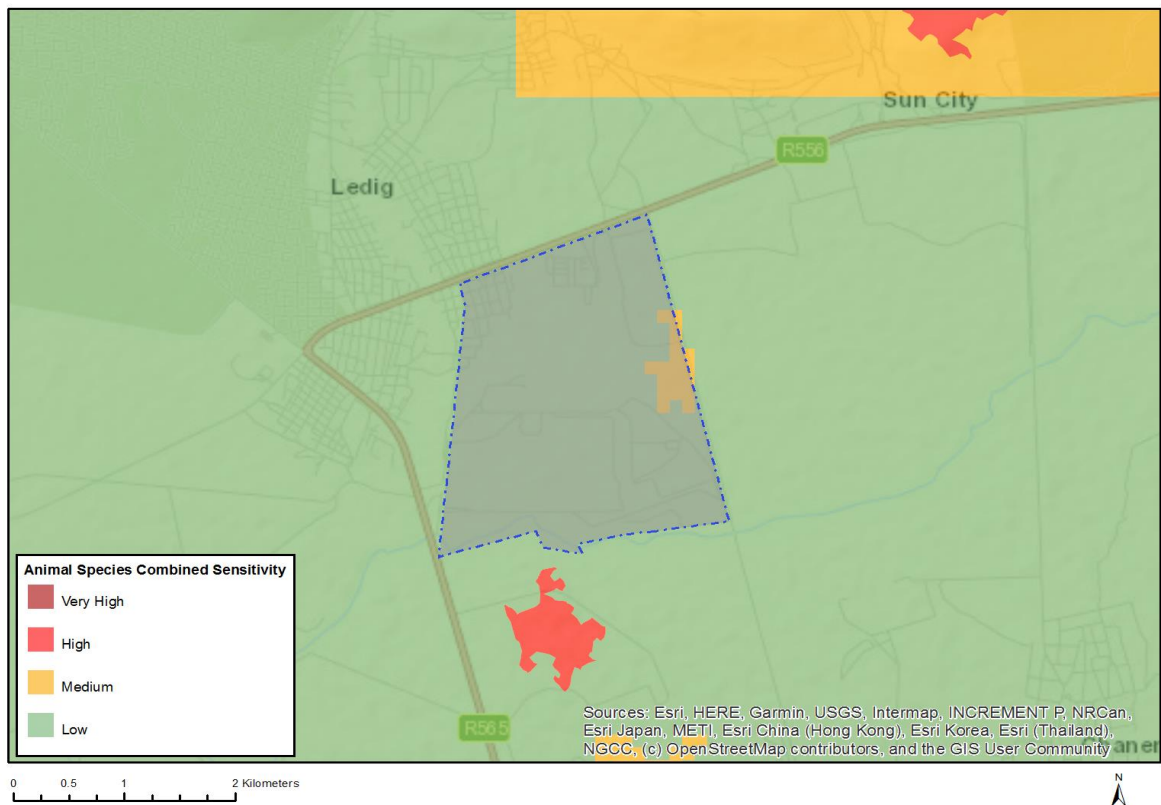 Sun City
R556
Ledig
Animal Species Combined Sensitivity
Very High
High
Medium
Low
R565
Sources: Esri, HERE, Garmin, USGS, Intermap, INCREMENT P, NRCan,
Esri Japan, METI, Esri China (Hong Kong), Esri Korea, Esri (Thailand),
NGCC, (c) OpenStreetMap contributors, and the GIS User Community
Chaner
0 0.5 1 2 Kilometers
N